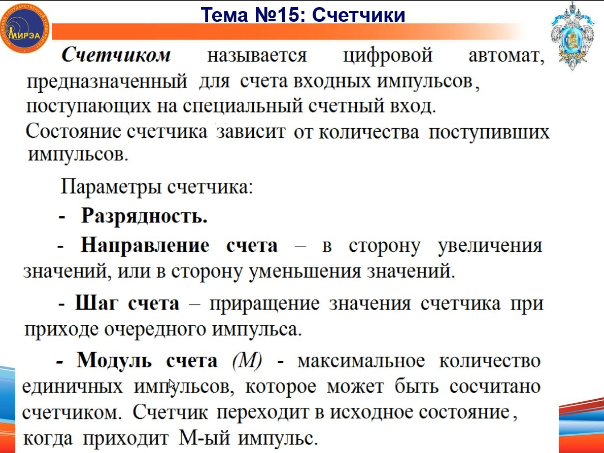 Тема №15: Счетчики
МИРЭА
Счетчиком называется цифровой автомат,
предназначенный для счета входных импульсов,
поступающих на специальный счетный вход.
Состояние счетчика зависит от количества поступивших
импульсов.
Параметры счетчика:
- Разрядность.
- Направление счета – в сторону увеличения
значений, или в сторону уменьшения значений.
- Шаг счета – приращение значения счетчика при
приходе очередного импульса.
- Модуль счета (М) - максимальное количество
единичных импульсов, которое может быть сосчитано
счетчиком. Счетчик переходит в исходное состояние,
когда приходит М-ый импульс.